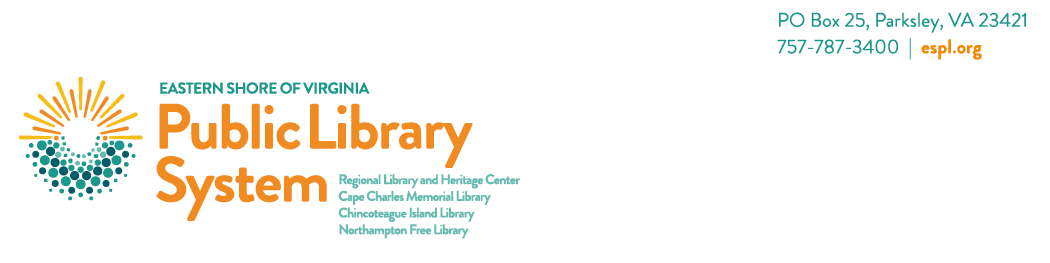 PO Box 25, Parksley, VA 23421
757-787-3400 | espl.org
EASTERN SHORE OF VIRGINIA
Public Library
System
Regional Library and Heritage Center
Cape Charles Memorial Library
Chincoteague Island Library
Northampton Free Library